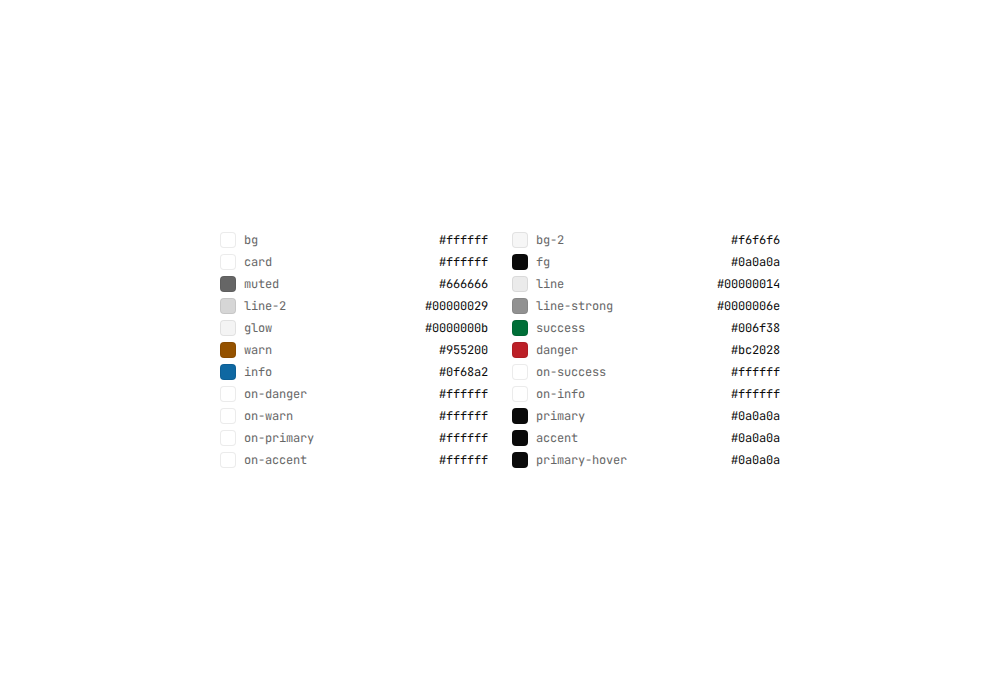 bg #ffffff bg-2 #f6f6f6
card #ffffff fg #0a0a0a
muted #666666 line #00000014
line-2 #00000029 line-strong #0000006e
glow #0000000b success #006f38
warn #955200 danger #bc2028
info #0f68a2 on-success #ffffff
on-danger #ffffff on-info #ffffff
on-warn #ffffff primary #0a0a0a
on-primary #ffffff accent #0a0a0a
on-accent #ffffff primary-hover #0a0a0a